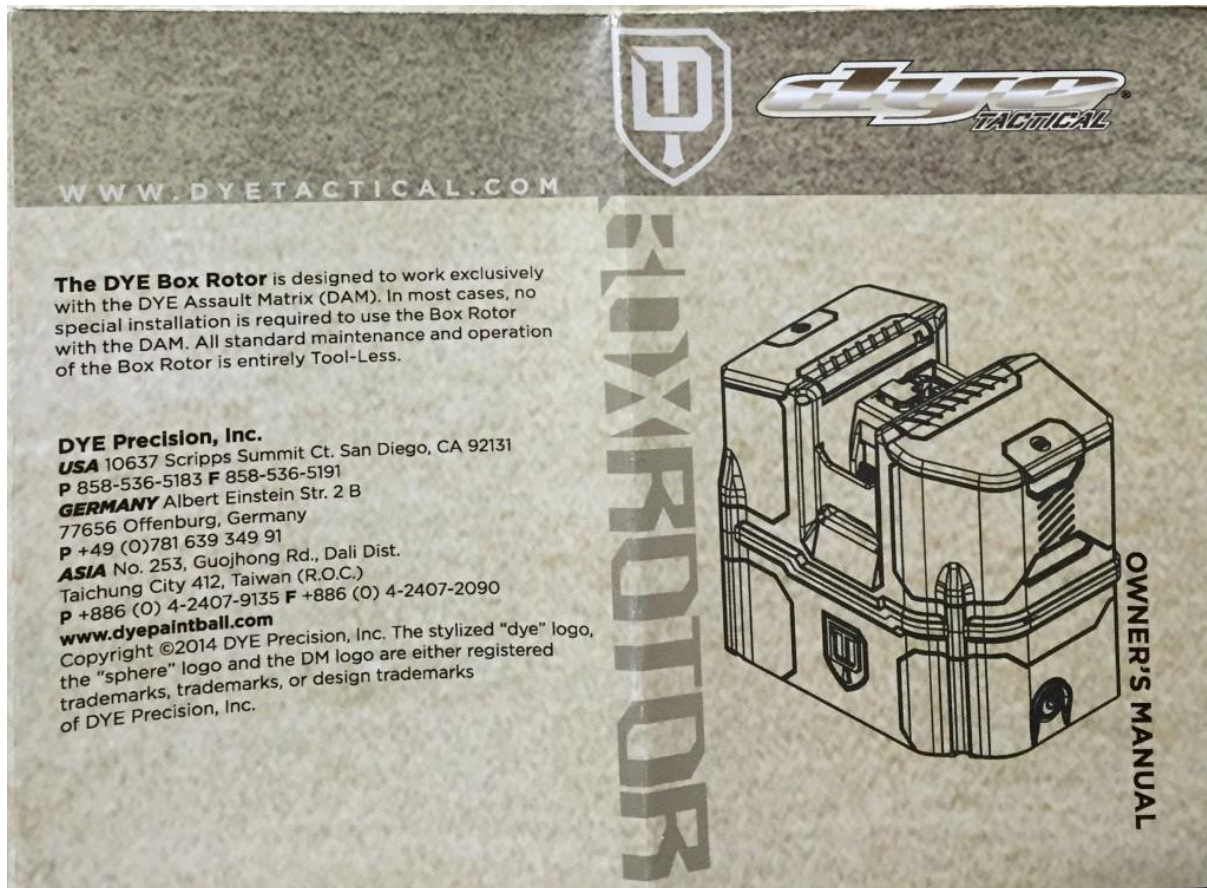 WWW.DYETACTICAL.COM
The DYE Box Rotor is designed to work exclusively
with the DYE Assault Matrix (DAM). In most cases, no
special installation is required to use the Box Rotor
with the DAM. All standard maintenance and operation
of the Box Rotor is entirely Tool-Less.
DYE Precision, Inc.
USA 10637 Scripps Summit Ct. San Diego, CA 92131
P 858-536-5183 F 858-536-5191
GERMANY Albert Einstein Str. 2 B
77656 Offenburg, Germany
P +49 (0)781 639 349 91
ASIA No. 253, Guojhong Rd., Dali Dist.
Taichung City 412, Taiwan (R.O.C.)
P +886 (0) 4-2407-9135 F +886 (0) 4-2407-2090
www.dyepaintball.com
Copyright ©2014 DYE Precision, Inc. The stylized "dye" logo,
the "sphere" logo and the DM logo are either registered
trademarks, trademarks, or design trademarks
of DYE Precision, Inc.
BOXROTOR
dye®
TACTICAL
OWNER'S MANUAL